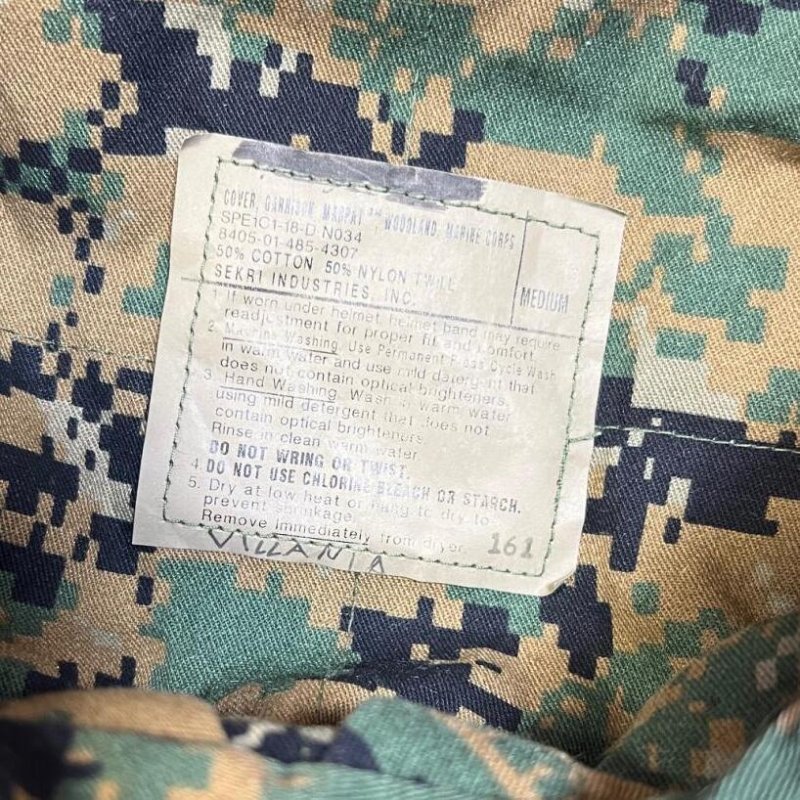 COVER, GARRISON, MARPAT ™ WOODLAND, MARINE CORPS
SPE1C1-18-D N034
8405-01-485-4307
50% COTTON 50% NYLON TWILL
SEKRI INDUSTRIES, INC.
MEDIUM
1. If worn under helmet, helmet band may require
readjustment for proper fit and comfort.
2. Machine Washing. Use Permanent Press Cycle Wash
in warm water and use mild detergent that
does not contain optical brighteners.
3. Hand Washing. Wash in warm water
using mild detergent that does not
contain optical brighteners.
Rinse in clean warm water.
DO NOT WRING OR TWIST.
4. DO NOT USE CHLORINE BLEACH OR STARCH.
5. Dry at low heat or hang to dry to
prevent shrinkage.
Remove immediately from dryer. 161
VILLANIA